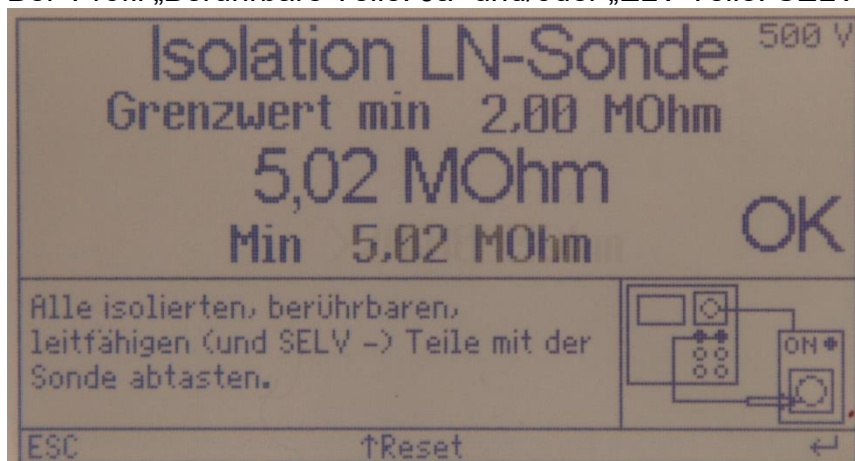 Isolation LN-Sonde 500 V
Grenzwert min 2,00 MOhm
5,02 MOhm
OK
Min 5,02 MOhm
Alle isolierten, berührbaren,
leitfähigen (und SELV -) Teile mit der
Sonde abtasten.
ON
ESC ↑Reset ↵